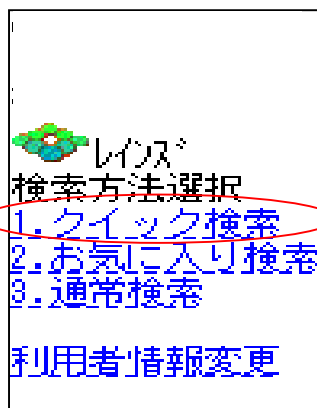 ﾚｲﾝｽﾞ
検索方法選択
1.クイック検索
2.お気に入り検索
3.通常検索
利用者情報変更